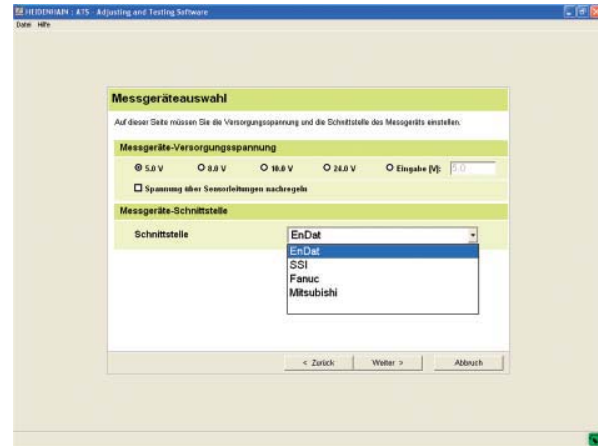 HEIDENHAIN : ATS - Adjusting and Testing Software
Datei Hilfe
Messgeräteauswahl
Auf dieser Seite müssen Sie die Versorgungsspannung und die Schnittstelle des Messgeräts einstellen.
Messgeräte-Versorgungsspannung
5.0 V 8.0 V 10.0 V 24.0 V Eingabe [V]: 5.0
Spannung über Sensorleitungen nachregeln
Messgeräte-Schnittstelle
Schnittstelle EnDat
EnDat
SSI
Fanuc
Mitsubishi
< Zurück Weiter > Abbruch